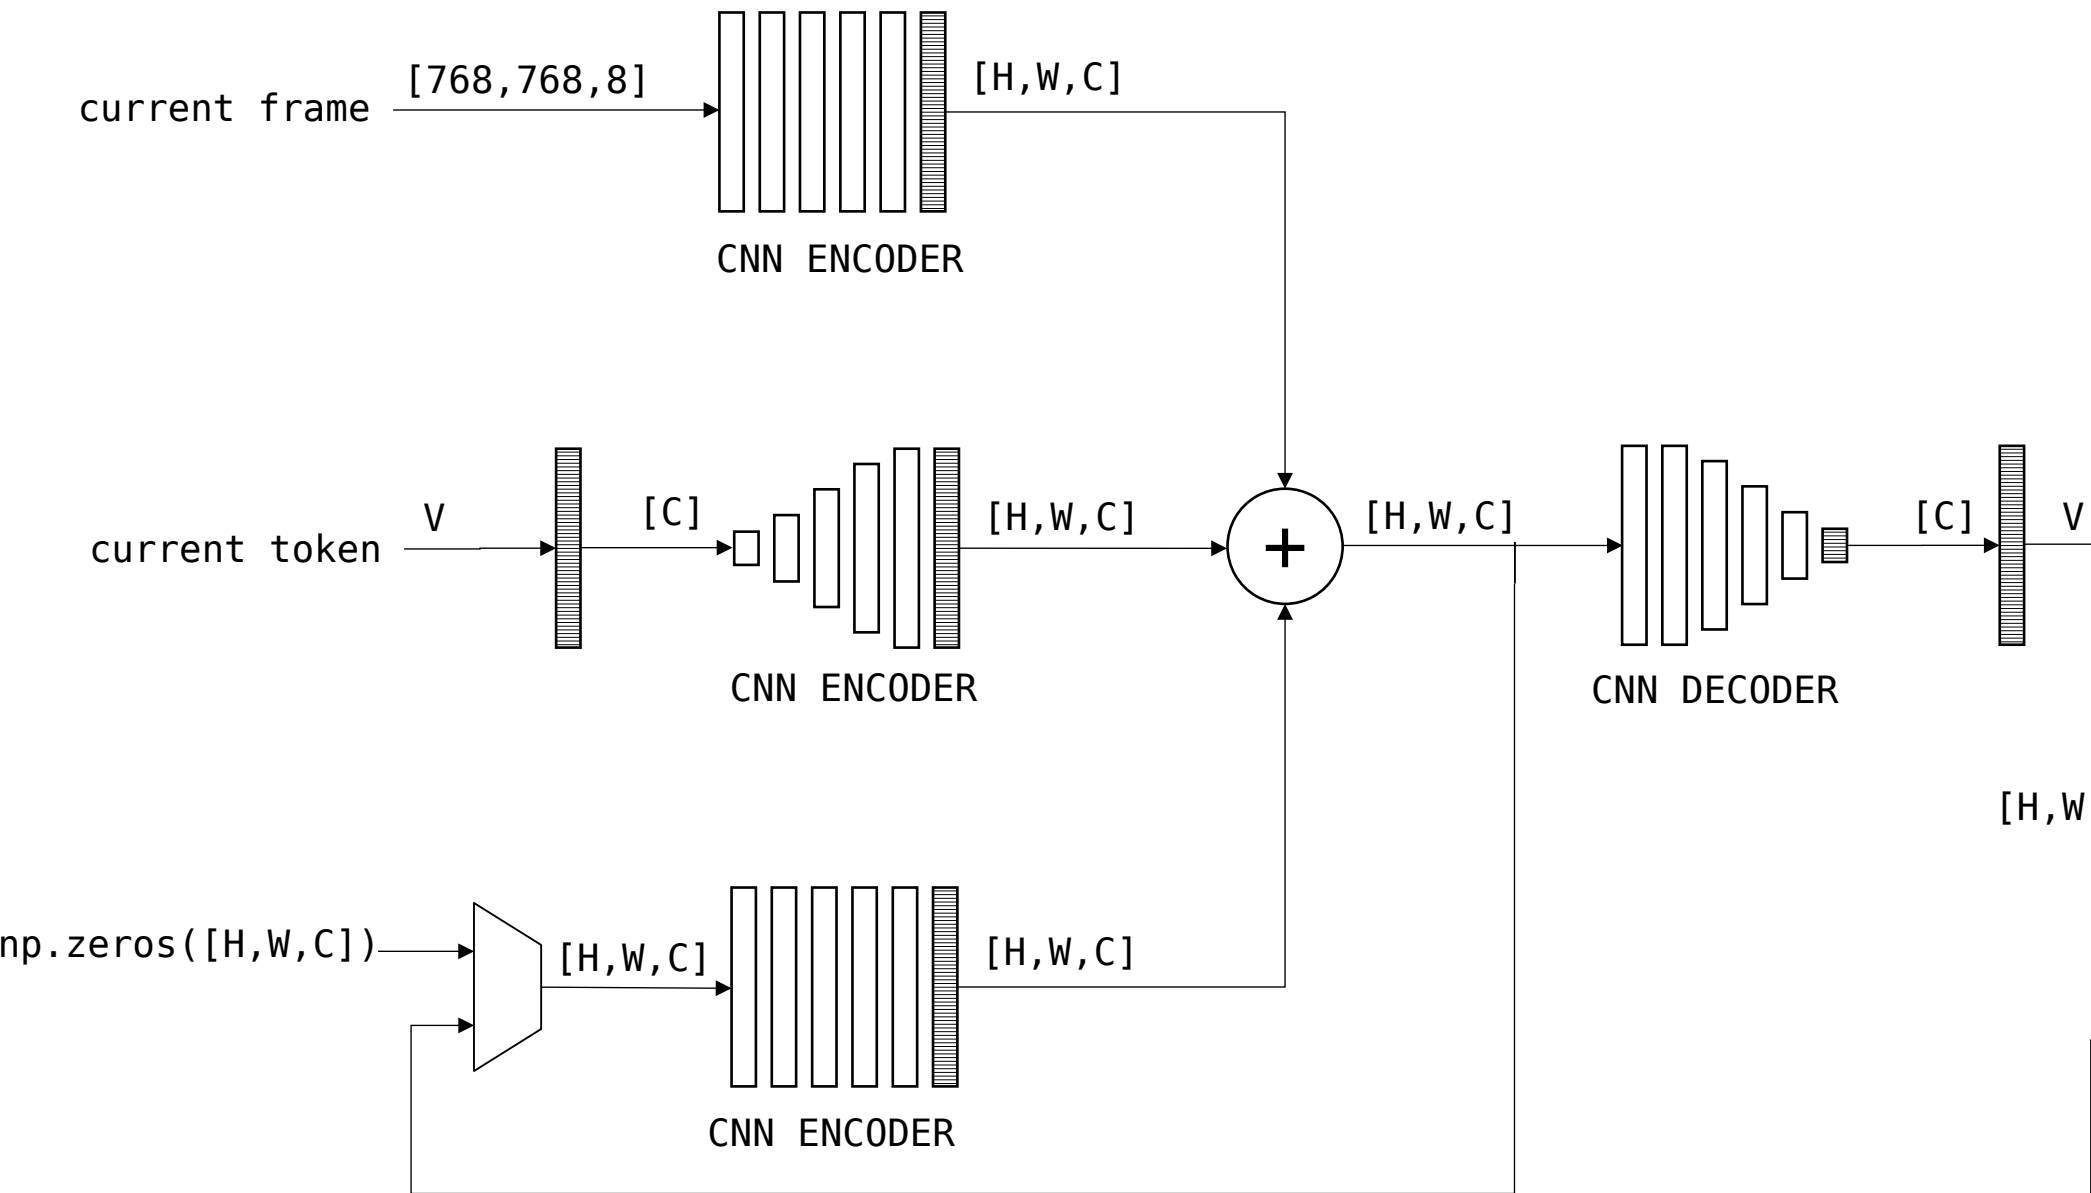 current frame
[768,768,8]
[H,W,C]
CNN ENCODER
current token
V
[C]
[H,W,C]
+
[H,W,C]
[C]
V
CNN ENCODER
CNN DECODER
[H,W
np.zeros([H,W,C])
[H,W,C]
[H,W,C]
CNN ENCODER